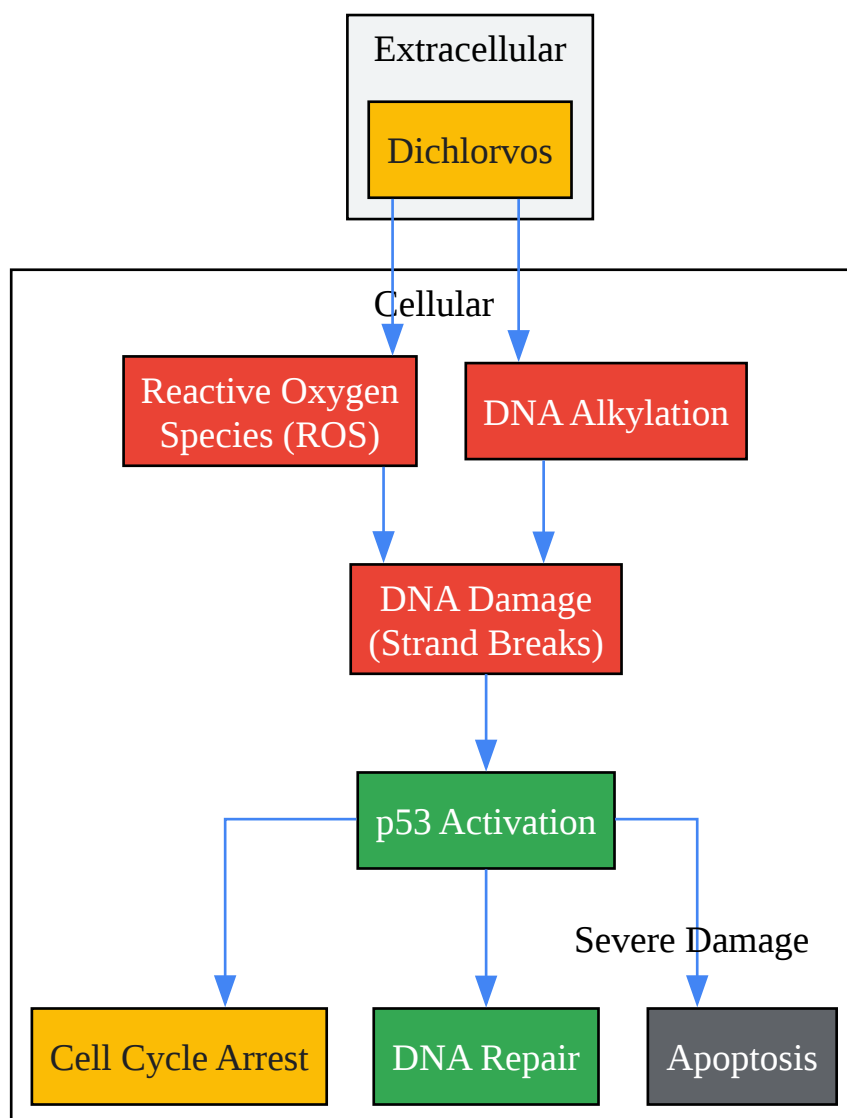 Extracellular
Dichlorvos
Cellular
Reactive Oxygen
Species (ROS)
DNA Alkylation
DNA Damage
(Strand Breaks)
p53 Activation
Severe Damage
Cell Cycle Arrest
DNA Repair
Apoptosis